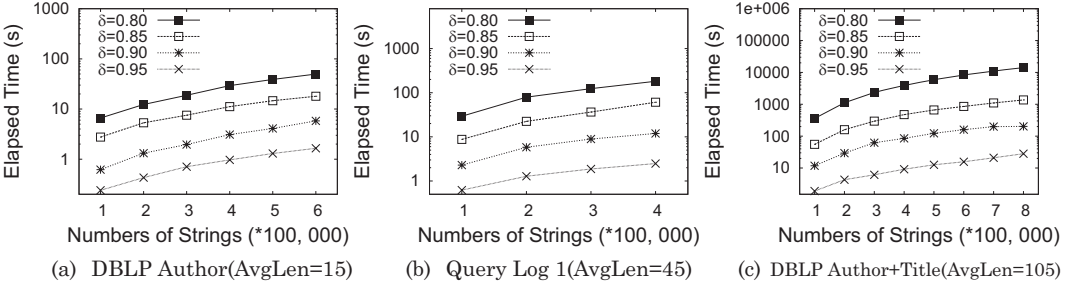 Elapsed Time (s)
1000
100
10
1
δ=0.80
δ=0.85
δ=0.90
δ=0.95
1 2 3 4 5 6
Numbers of Strings (*100, 000)
(a) DBLP Author(AvgLen=15)
Elapsed Time (s)
1000
100
10
1
δ=0.80
δ=0.85
δ=0.90
δ=0.95
1 2 3 4
Numbers of Strings (*100, 000)
(b) Query Log 1(AvgLen=45)
Elapsed Time (s)
1e+006
100000
10000
1000
100
10
δ=0.80
δ=0.85
δ=0.90
δ=0.95
1 2 3 4 5 6 7 8
Numbers of Strings (*100, 000)
(c) DBLP Author+Title(AvgLen=105)